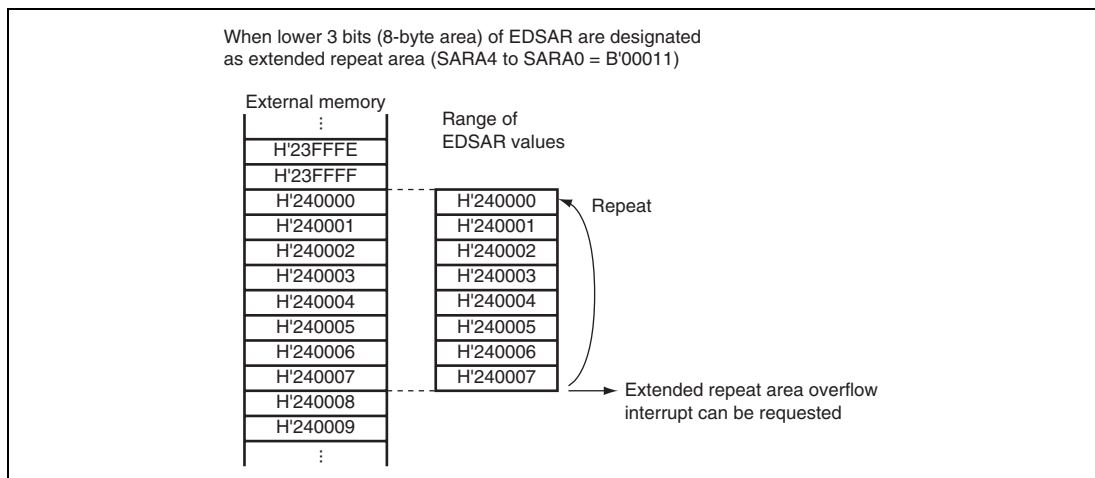 When lower 3 bits (8-byte area) of EDSAR are designated
as extended repeat area (SARA4 to SARA0 = B'00011)
External memory
⋮
H'23FFFE
H'23FFFF
H'240000
H'240001
H'240002
H'240003
H'240004
H'240005
H'240006
H'240007
H'240008
H'240009
⋮
Range of
EDSAR values
H'240000
H'240001
H'240002
H'240003
H'240004
H'240005
H'240006
H'240007
Repeat
Extended repeat area overflow
interrupt can be requested